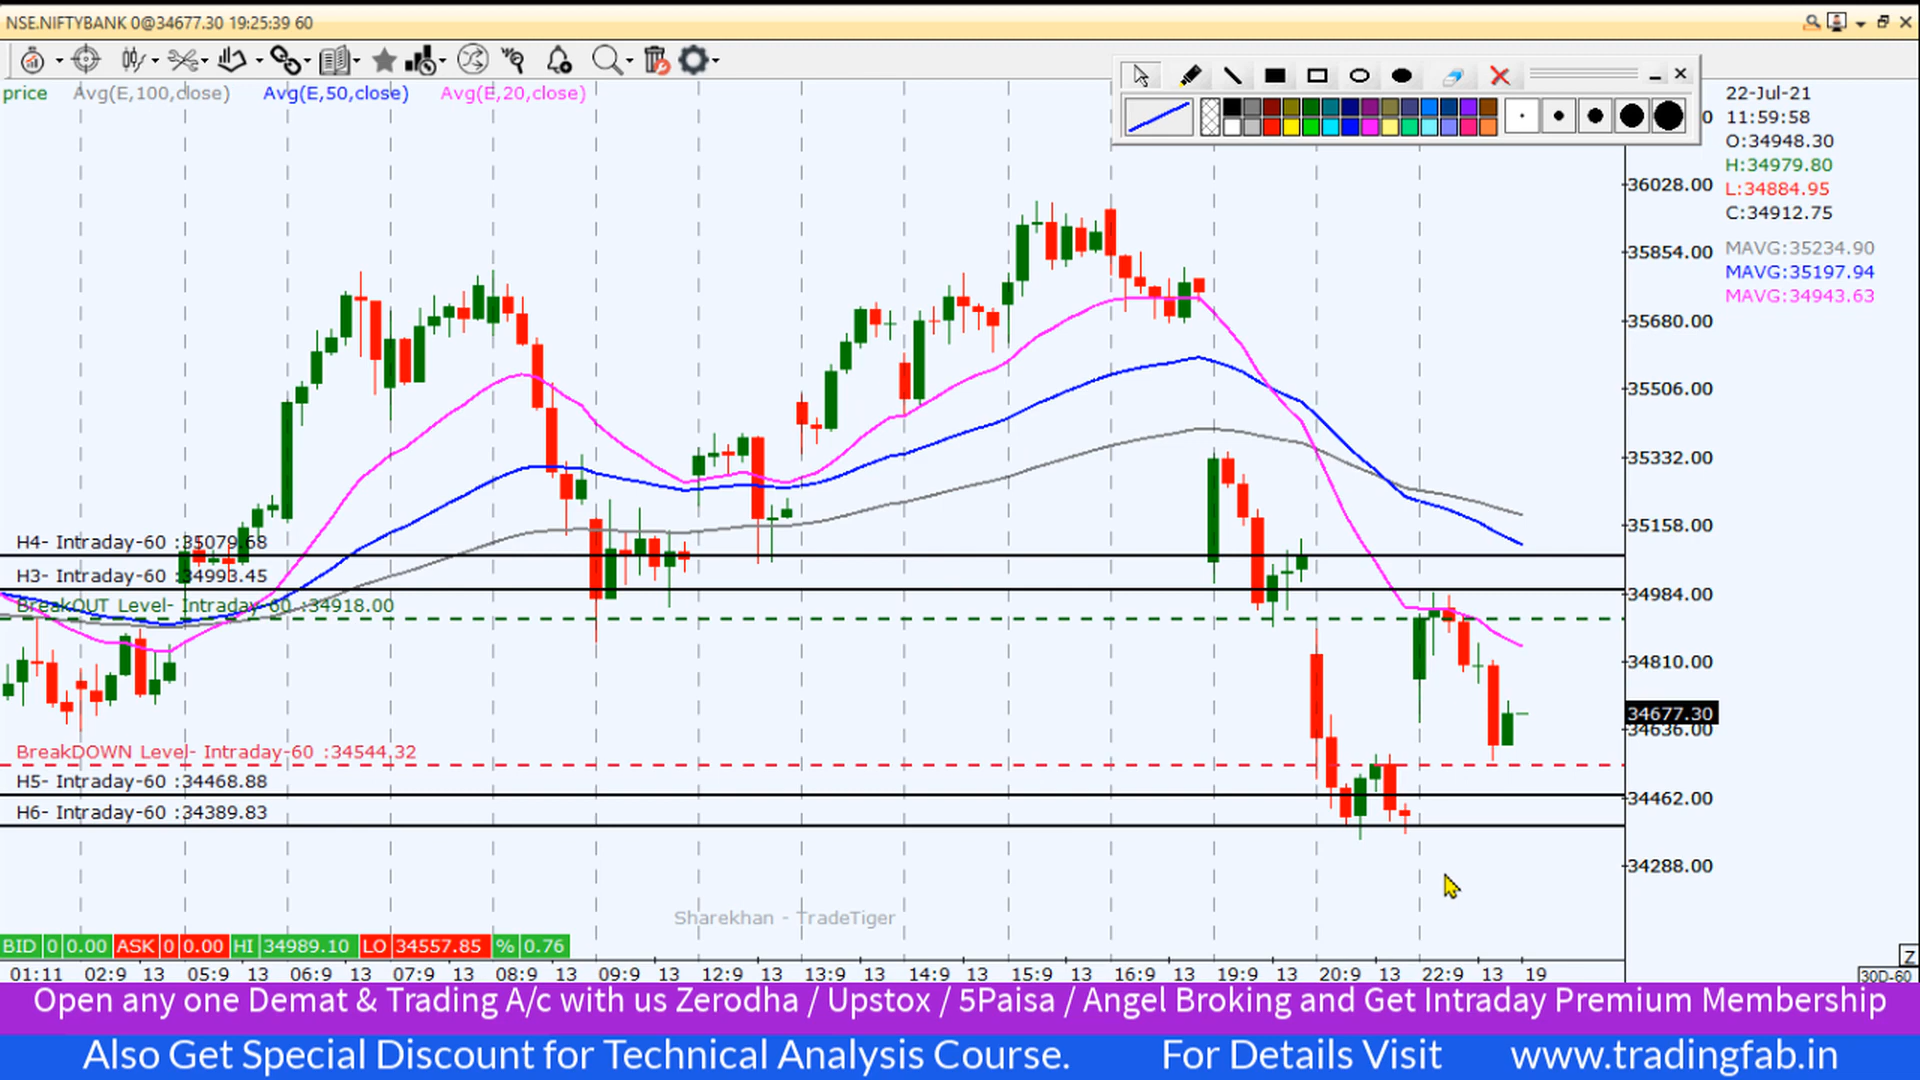 NSE.NIFTYBANK 0@34677.30 19:25:39 60
price Avg(E,100,close) Avg(E,50,close) Avg(E,20,close)
22-Jul-21
11:59:58
O:34948.30
H:34979.80
L:34884.95
C:34912.75
MAVG:35234.90
MAVG:35197.94
MAVG:34943.63
36028.00
35854.00
35680.00
35506.00
35332.00
35158.00
34984.00
34810.00
34677.30
34636.00
34462.00
34288.00
H4- Intraday-60 :35079.68
H3- Intraday-60 :34993.45
BreakOUT Level- Intraday-60 :34918.00
BreakDOWN Level- Intraday-60 :34544.32
H5- Intraday-60 :34468.88
H6- Intraday-60 :34389.83
Sharekhan - TradeTiger
BID 0 0.00 ASK 0 0.00 HI 34989.10 LO 34557.85 % 0.76
Z
01:11 02:9 13 05:9 13 06:9 13 07:9 13 08:9 13 09:9 13 12:9 13 13:9 13 14:9 13 15:9 13 16:9 13 19:9 13 20:9 13 22:9 13 19
30D-60
Open any one Demat & Trading A/c with us Zerodha / Upstox / 5Paisa / Angel Broking and Get Intraday Premium Membership
Also Get Special Discount for Technical Analysis Course. For Details Visit www.tradingfab.in